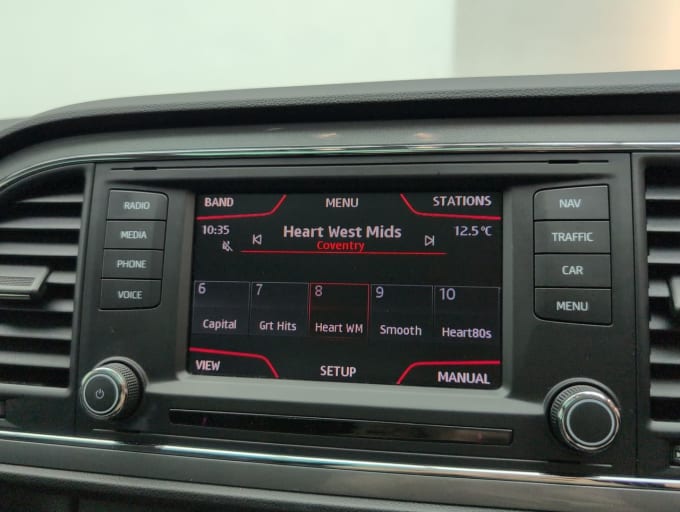 RADIO
MEDIA
PHONE
VOICE
BAND
MENU
STATIONS
10:35
Heart West Mids
12.5°C
Coventry
6
7
8
9
10
Capital
Grt Hits
Heart WM
Smooth
Heart80s
VIEW
SETUP
MANUAL
NAV
TRAFFIC
CAR
MENU